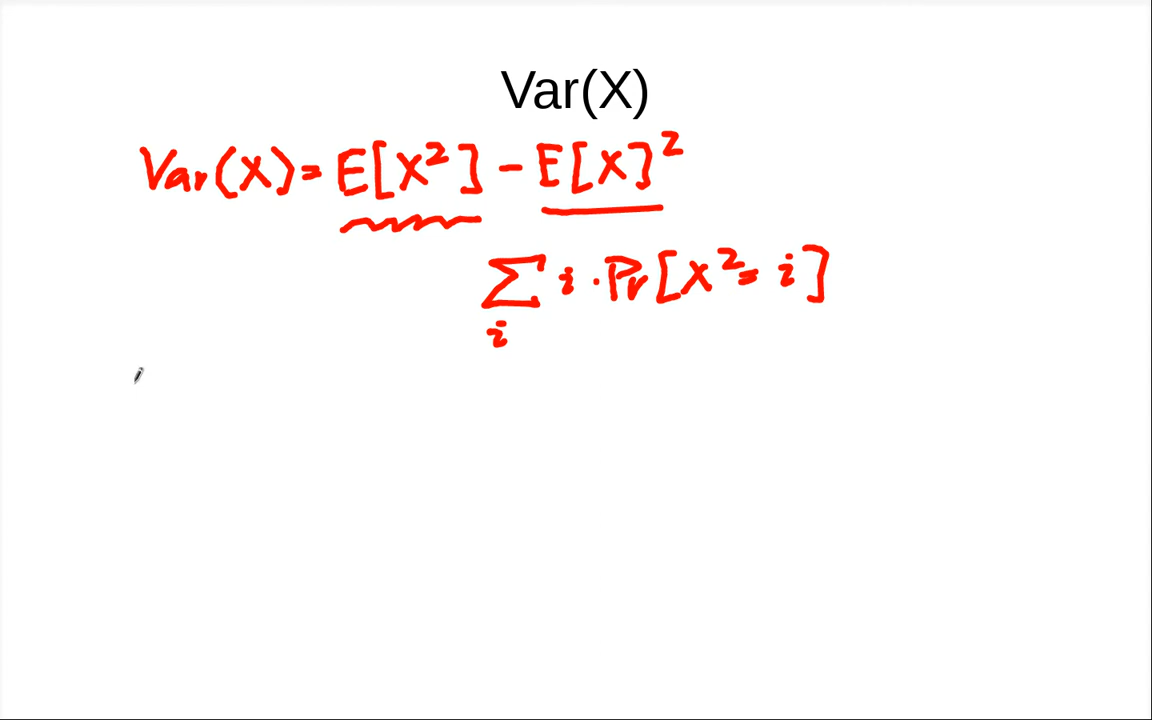 Var(X)
Var(X) = E[X²] - E[X]²
∑ i · Pr[X² = i]
i